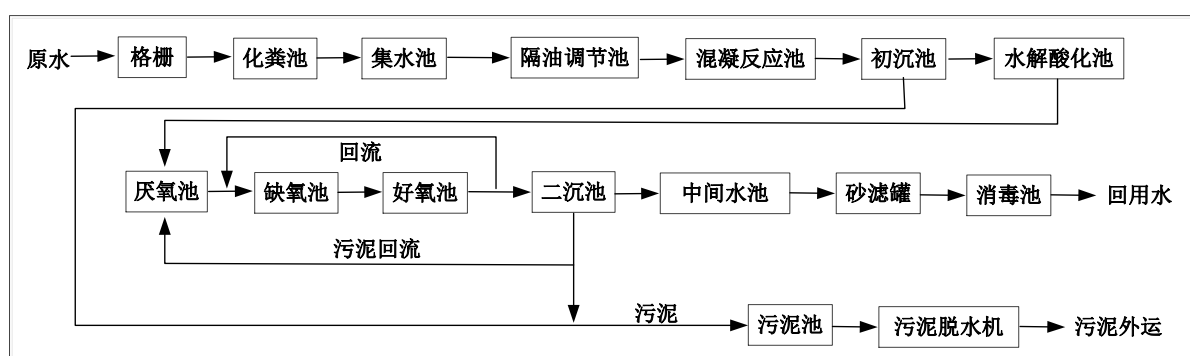 原水 格栅 化粪池 集水池 隔油调节池 混凝反应池 初沉池 水解酸化池
回流
厌氧池 缺氧池 好氧池 二沉池 中间水池 砂滤罐 消毒池 回用水
污泥回流
污泥
污泥池 污泥脱水机 污泥外运